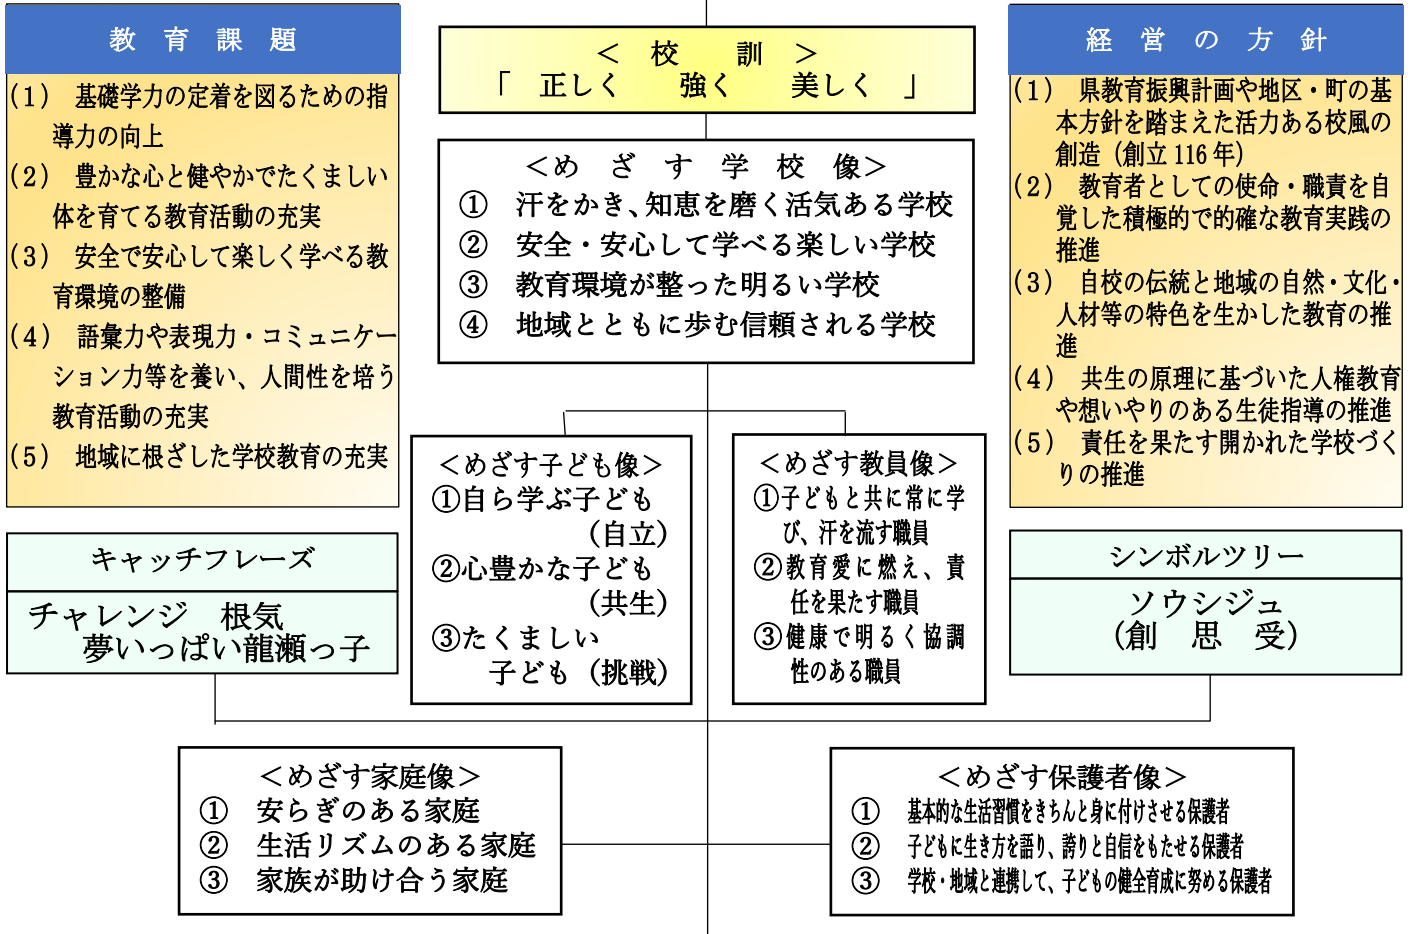 教　育　課　題
(1)　基礎学力の定着を図るための指
導力の向上
(2)　豊かな心と健やかでたくましい
体を育てる教育活動の充実
(3)　安全で安心して楽しく学べる教
育環境の整備
(4)　語彙力や表現力・コミュニケー
ション力等を養い、人間性を培う
教育活動の充実
(5)　地域に根ざした学校教育の充実
キャッチフレーズ
チャレンジ　根気
夢いっぱい龍瀬っ子
＜　校　　訓　＞
「　正しく　　強く　　美しく　」
＜め　ざ　す　学　校　像＞
①　汗をかき、知恵を磨く活気ある学校
②　安全・安心して学べる楽しい学校
③　教育環境が整った明るい学校
④　地域とともに歩む信頼される学校
＜めざす子ども像＞
①自ら学ぶ子ども
（自立）
②心豊かな子ども
（共生）
③たくましい
子ども（挑戦）
＜めざす教員像＞
①子どもと共に常に学
び、汗を流す職員
②教育愛に燃え、責
任を果たす職員
③健康で明るく協調
性のある職員
経　営　の　方　針
(1)　県教育振興計画や地区・町の基
本方針を踏まえた活力ある校風の
創造（創立116年）
(2)　教育者としての使命・職責を自
覚した積極的で的確な教育実践の
推進
(3)　自校の伝統と地域の自然・文化・
人材等の特色を生かした教育の推
進
(4)　共生の原理に基づいた人権教育
や想いやりのある生徒指導の推進
(5)　責任を果たす開かれた学校づく
りの推進
シンボルツリー
ソウシジュ
（創　思　受）
＜めざす家庭像＞
①　安らぎのある家庭
②　生活リズムのある家庭
③　家族が助け合う家庭
＜めざす保護者像＞
①　基本的な生活習慣をきちんと身に付けさせる保護者
②　子どもに生き方を語り、誇りと自信をもたせる保護者
③　学校・地域と連携して、子どもの健全育成に努める保護者